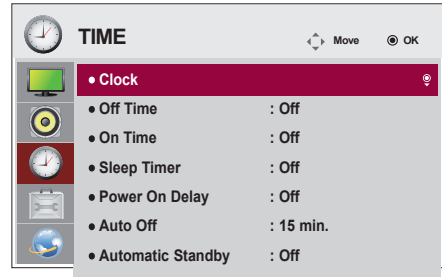 TIME
Move
OK
● Clock
● Off Time : Off
● On Time : Off
● Sleep Timer : Off
● Power On Delay : Off
● Auto Off : 15 min.
● Automatic Standby : Off